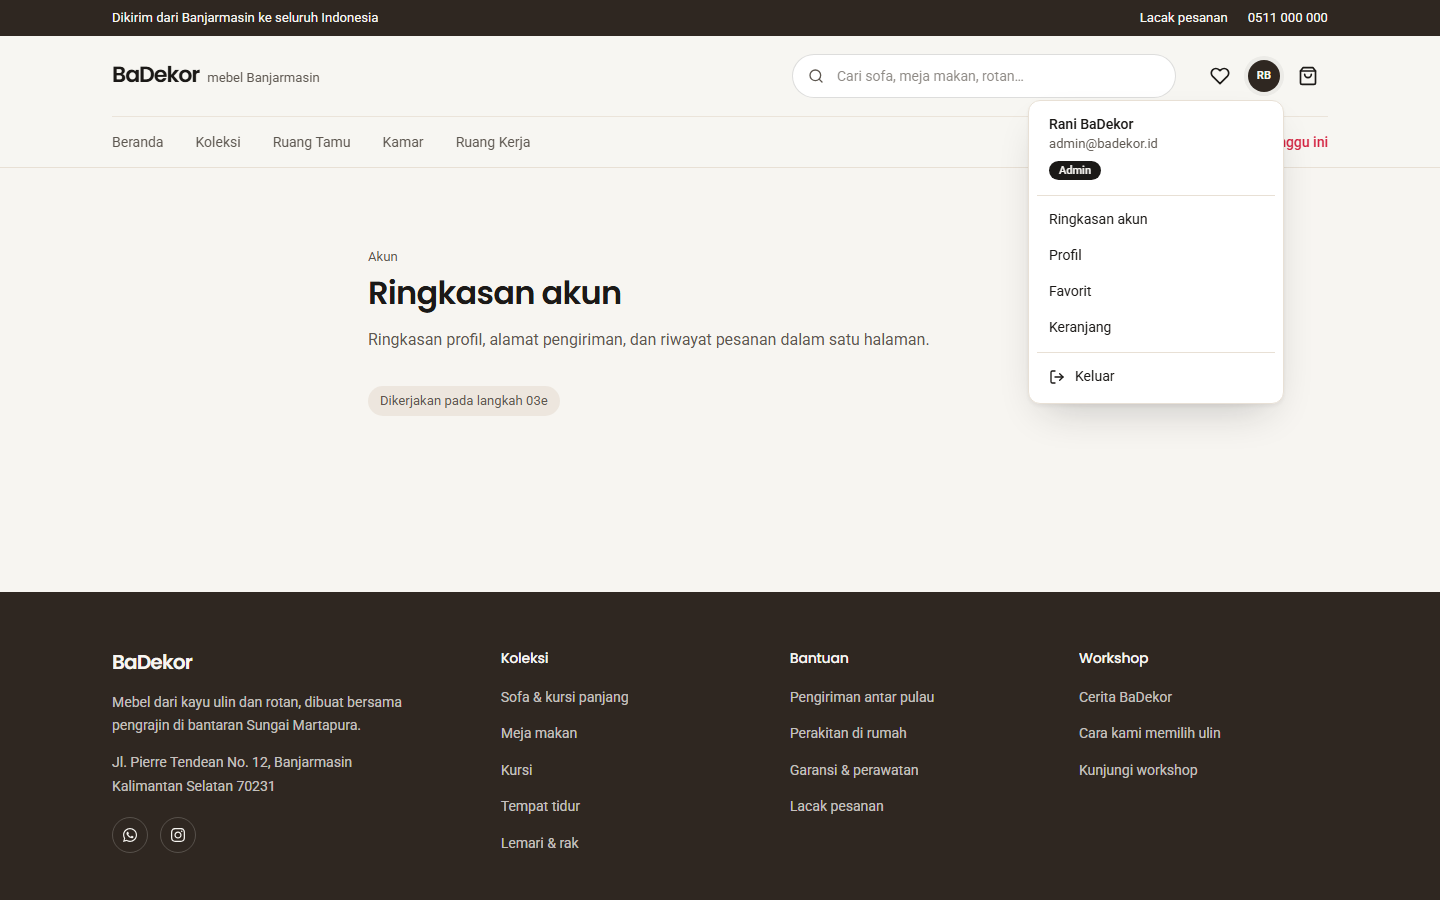 Dikirim dari Banjarmasin ke seluruh Indonesia
Lacak pesanan
0511 000 000
BaDekor
mebel Banjarmasin
Cari sofa, meja makan, rotan...
RB
Beranda
Koleksi
Ruang Tamu
Kamar
Ruang Kerja
ini
Rani BaDekor
admin@badekor.id
Admin
Ringkasan akun
Profil
Favorit
Keranjang
Keluar
Akun
Ringkasan akun
Ringkasan profil, alamat pengiriman, dan riwayat pesanan dalam satu halaman.
Dikerjakan pada langkah 03e
BaDekor
Mebel dari kayu ulin dan rotan, dibuat bersama
pengrajin di bantaran Sungai Martapura.
Jl. Pierre Tendean No. 12, Banjarmasin
Kalimantan Selatan 70231
Koleksi
Sofa & kursi panjang
Meja makan
Kursi
Tempat tidur
Lemari & rak
Bantuan
Pengiriman antar pulau
Perakitan di rumah
Garansi & perawatan
Lacak pesanan
Workshop
Cerita BaDekor
Cara kami memilih ulin
Kunjungi workshop